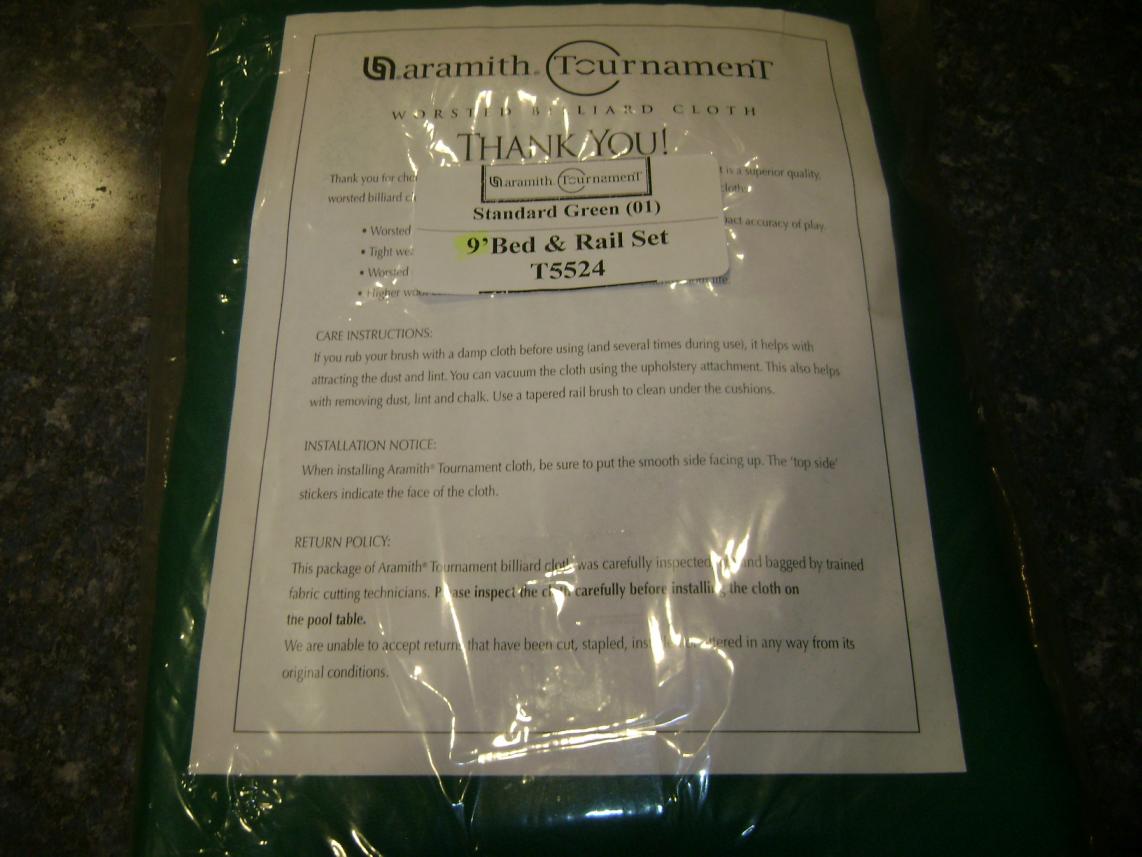 aramith® Tournament
WORSTED BILLIARD CLOTH
THANK YOU!
Thank you for is a superior quality,
worsted billiard
• Worsted accuracy of play.
• Tight
• Worsted
• Higher life.
aramith Tournament
Standard Green (01)
9' Bed & Rail Set
T5524
CARE INSTRUCTIONS:
If you rub your brush with a damp cloth before using (and several times during use), it helps with
attracting the dust and lint. You can vacuum the cloth using the upholstery attachment. This also helps
with removing dust, lint and chalk. Use a tapered rail brush to clean under the cushions.
INSTALLATION NOTICE:
When installing Aramith® Tournament cloth, be sure to put the smooth side facing up. The 'top side'
stickers indicate the face of the cloth.
RETURN POLICY:
This package of Aramith® Tournament billiard cloth was carefully inspected and bagged by trained
fabric cutting technicians. Please inspect the cloth carefully before installing the cloth on
the pool table.
We are unable to accept returns that have been cut, stapled, in any way from its
original conditions.